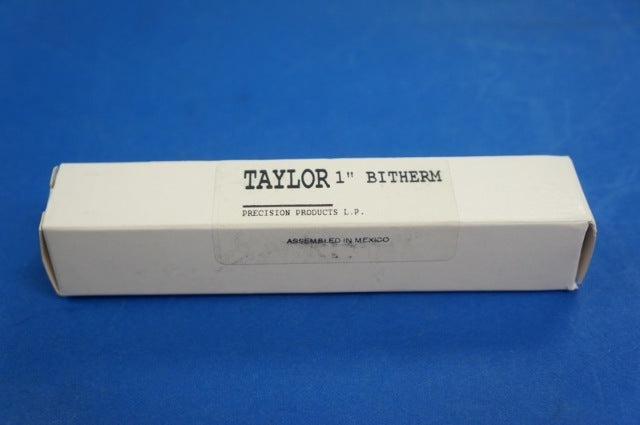 TAYLOR 1" BITHERM
PRECISION PRODUCTS L.P.
ASSEMBLED IN MEXICO